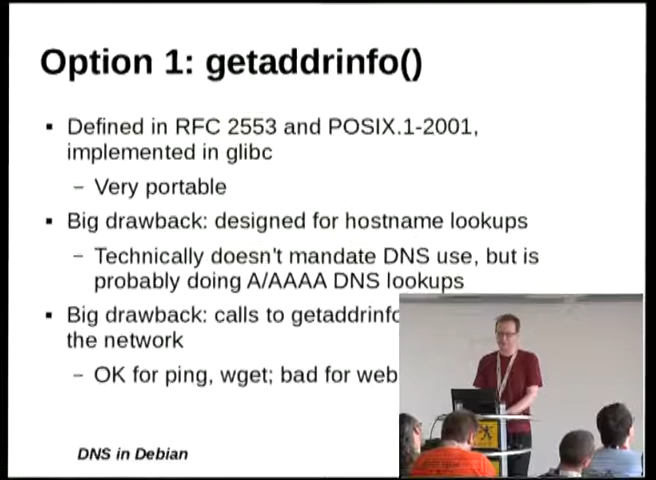 Option 1: getaddrinfo()
▪ Defined in RFC 2553 and POSIX.1-2001,
implemented in glibc
– Very portable
▪ Big drawback: designed for hostname lookups
– Technically doesn't mandate DNS use, but is
probably doing A/AAAA DNS lookups
▪ Big drawback: calls to getaddrinfo
the network
– OK for ping, wget; bad for web
DNS in Debian